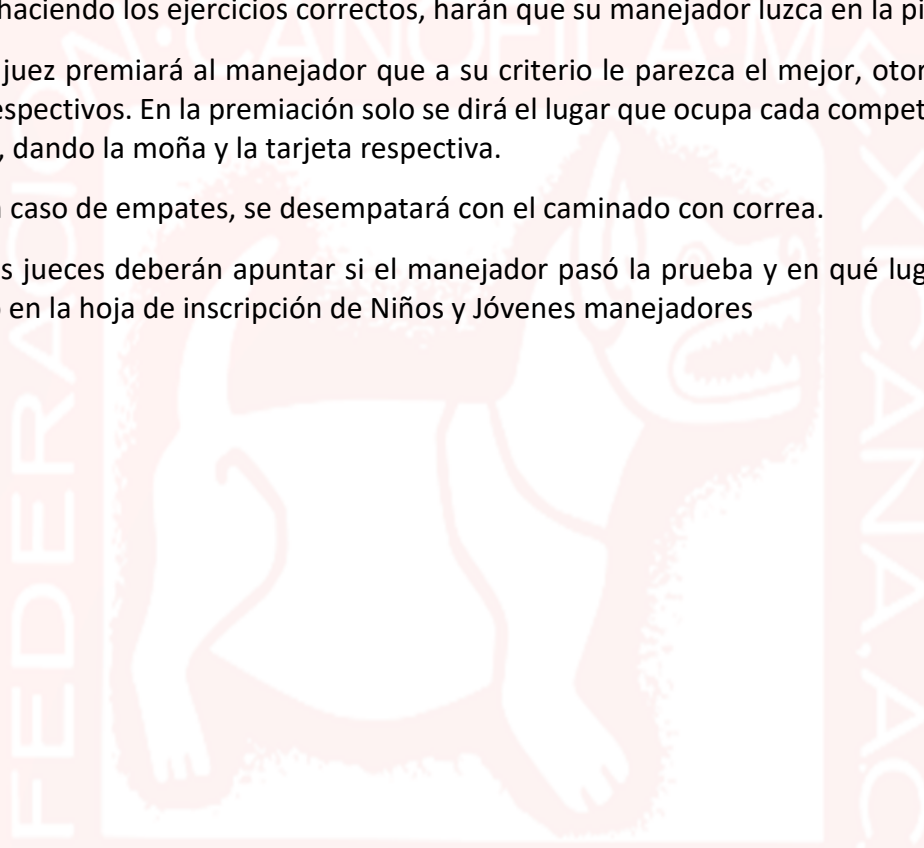 haciendo los ejercicios correctos, harán que su manejador luzca en la pi
juez premiará al manejador que a su criterio le parezca el mejor, otor
espectivos. En la premiación solo se dirá el lugar que ocupa cada compet
, dando la moña y la tarjeta respectiva.
caso de empates, se desempatará con el caminado con correa.
s jueces deberán apuntar si el manejador pasó la prueba y en qué lug
en la hoja de inscripción de Niños y Jóvenes manejadores
FEDERACION CANOFILA MEXICANA, A.C.